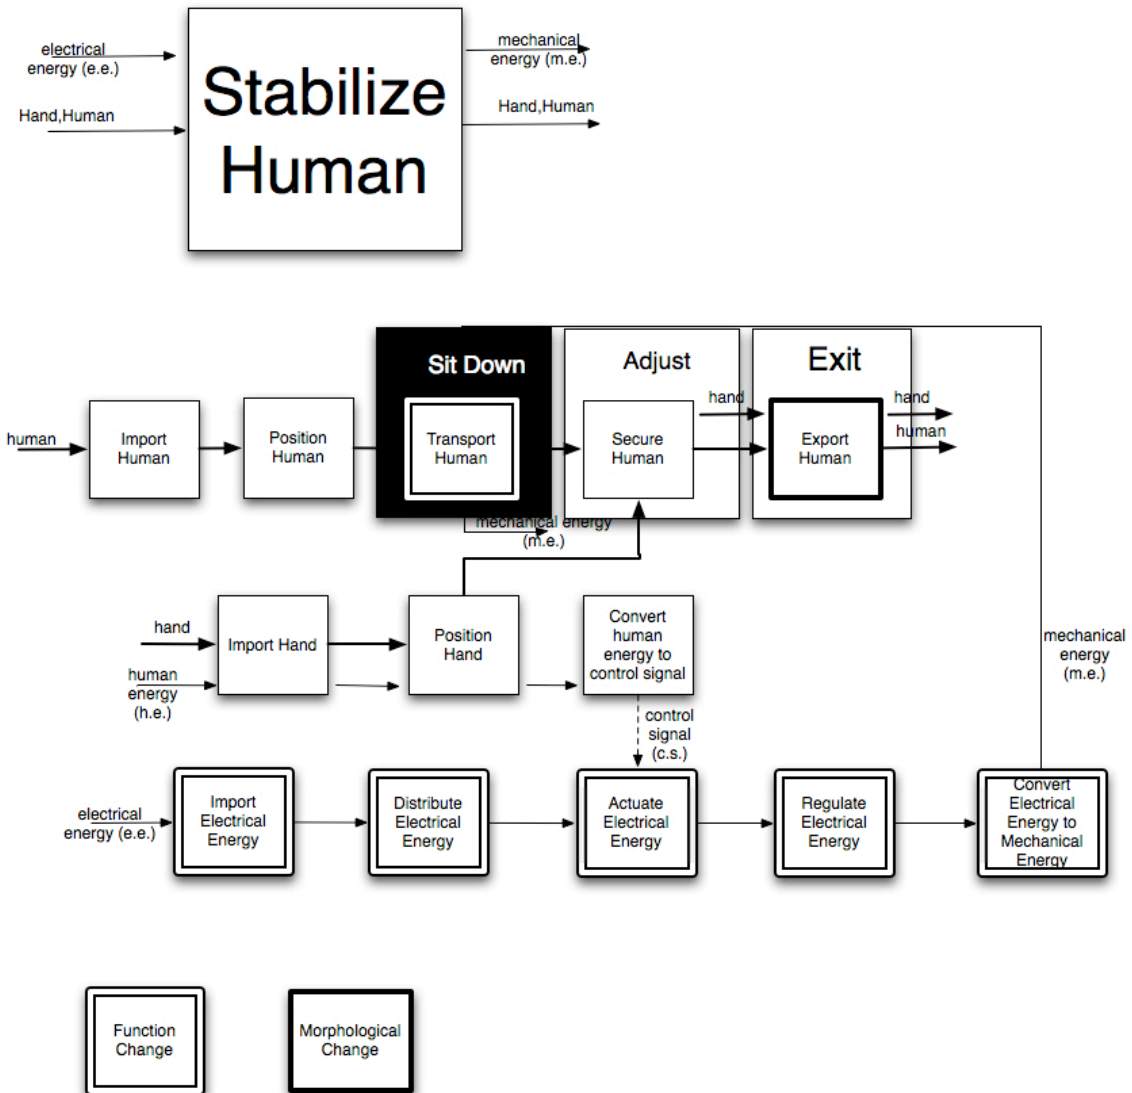 electrical
energy (e.e.)
Hand,Human
Stabilize
Human
mechanical
energy (m.e.)
Hand,Human
Sit Down
Adjust
Exit
human
Import
Human
Position
Human
Transport
Human
Secure
Human
hand
Export
Human
hand
human
mechanical energy
(m.e.)
hand
human
energy
(h.e.)
Import Hand
Position
Hand
Convert
human
energy to
control signal
mechanical
energy
(m.e.)
control
signal
(c.s.)
electrical
energy (e.e.)
Import
Electrical
Energy
Distribute
Electrical
Energy
Actuate
Electrical
Energy
Regulate
Electrical
Energy
Convert
Electrical
Energy to
Mechanical
Energy
Function
Change
Morphological
Change